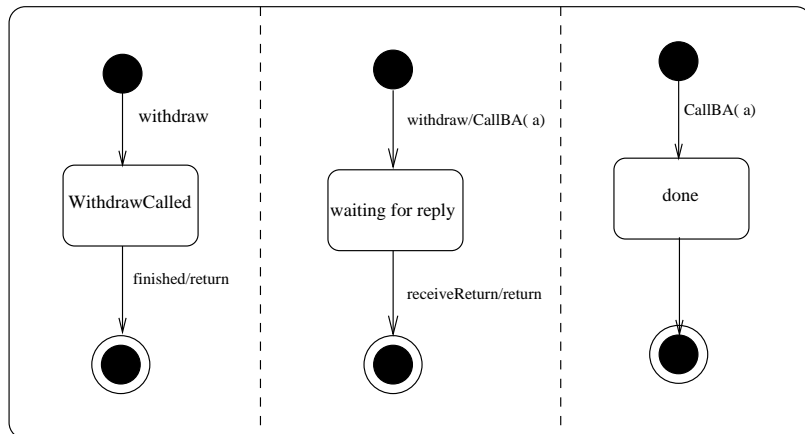 withdraw
WithdrawCalled
finished/return
withdraw/CallBA( a)
waiting for reply
receiveReturn/return
CallBA( a)
done